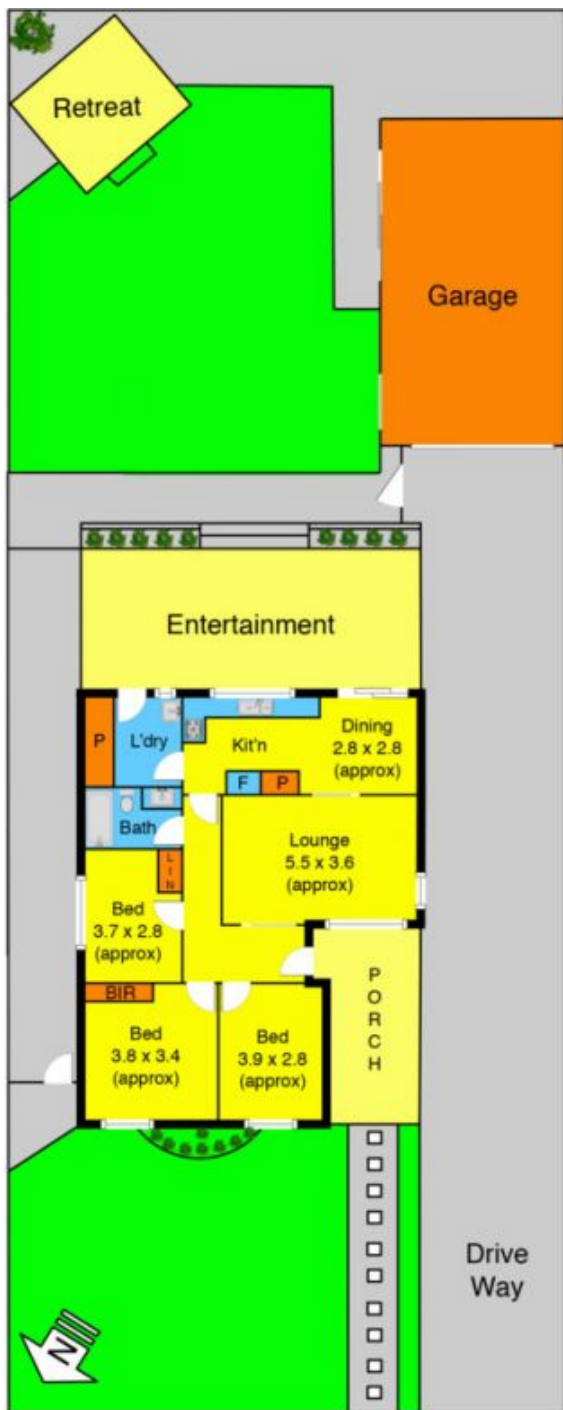 Retreat
Garage
Entertainment
P
L'dry
Kit'n
Dining
2.8 x 2.8
(approx)
F
P
Bath
Lounge
5.5 x 3.6
(approx)
LIN
Bed
3.7 x 2.8
(approx)
PORCH
BIR
Bed
3.8 x 3.4
(approx)
Bed
3.9 x 2.8
(approx)
Drive
Way
N